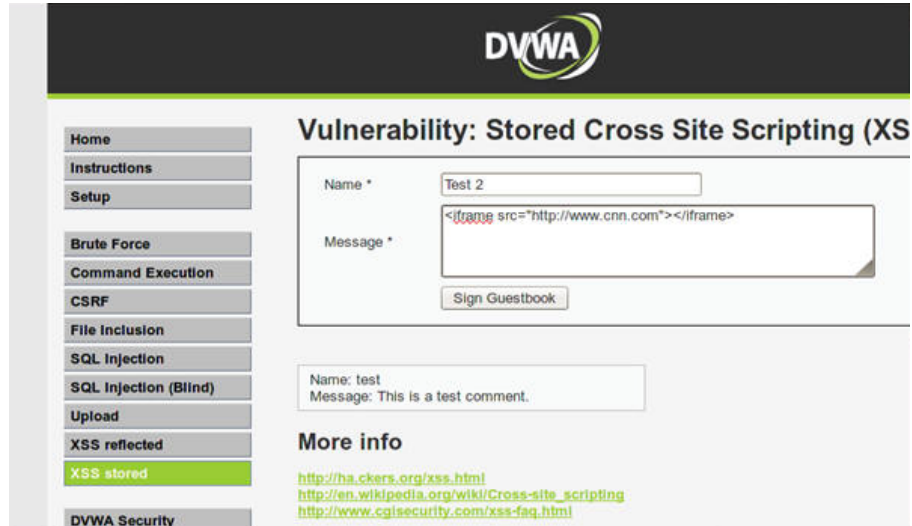 DVWA
Home
Instructions
Setup
Brute Force
Command Execution
CSRF
File Inclusion
SQL Injection
SQL Injection (Blind)
Upload
XSS reflected
XSS stored
DVWA Security
Vulnerability: Stored Cross Site Scripting (XS
Name * Test 2
Message * <iframe src="http://www.cnn.com"></iframe>
Sign Guestbook
Name: test
Message: This is a test comment.
More info
http://ha.ckers.org/xss.html
http://en.wikipedia.org/wiki/Cross-site_scripting
http://www.cgisecurity.com/xss-faq.html